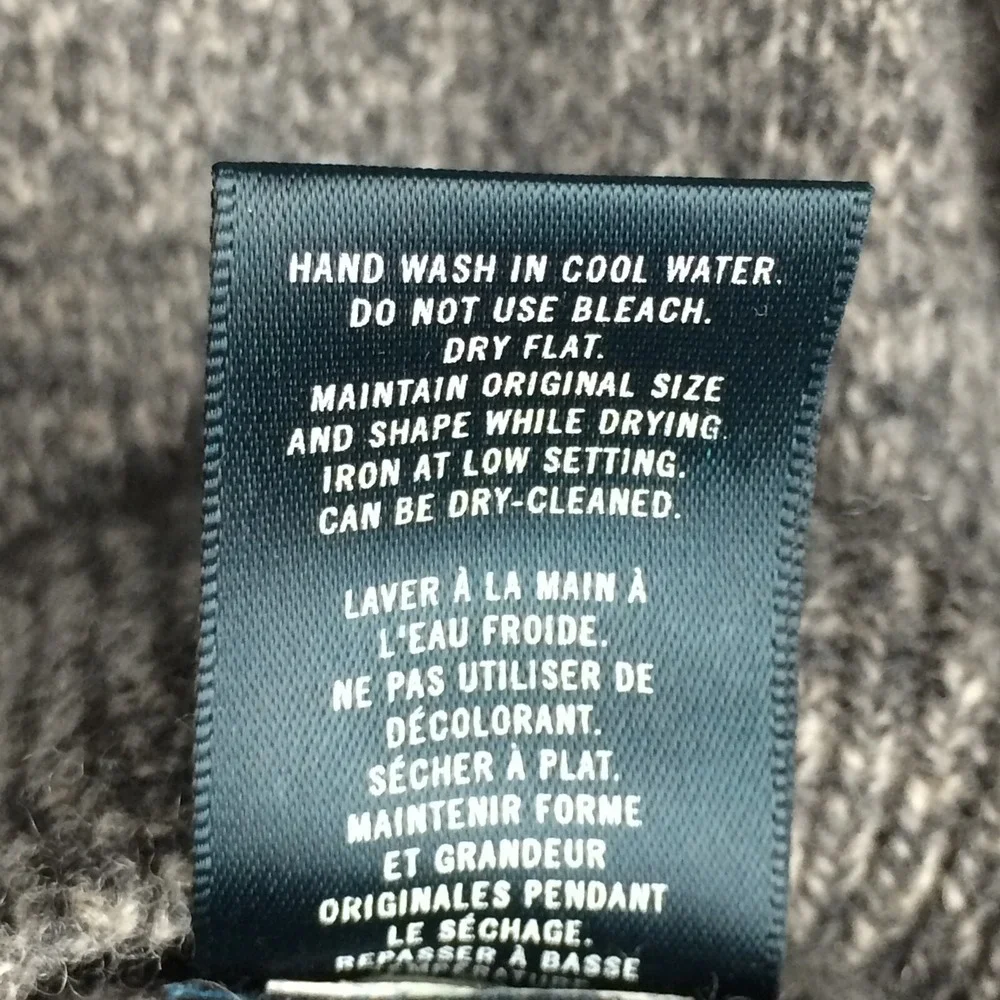 HAND WASH IN COOL WATER.
DO NOT USE BLEACH.
DRY FLAT.
MAINTAIN ORIGINAL SIZE
AND SHAPE WHILE DRYING.
IRON AT LOW SETTING.
CAN BE DRY-CLEANED.
LAVER À LA MAIN À
L'EAU FROIDE.
NE PAS UTILISER DE
DÉCOLORANT.
SÉCHER À PLAT.
MAINTENIR FORME
ET GRANDEUR
ORIGINALES PENDANT
LE SÉCHAGE.
REPASSER À BASSE